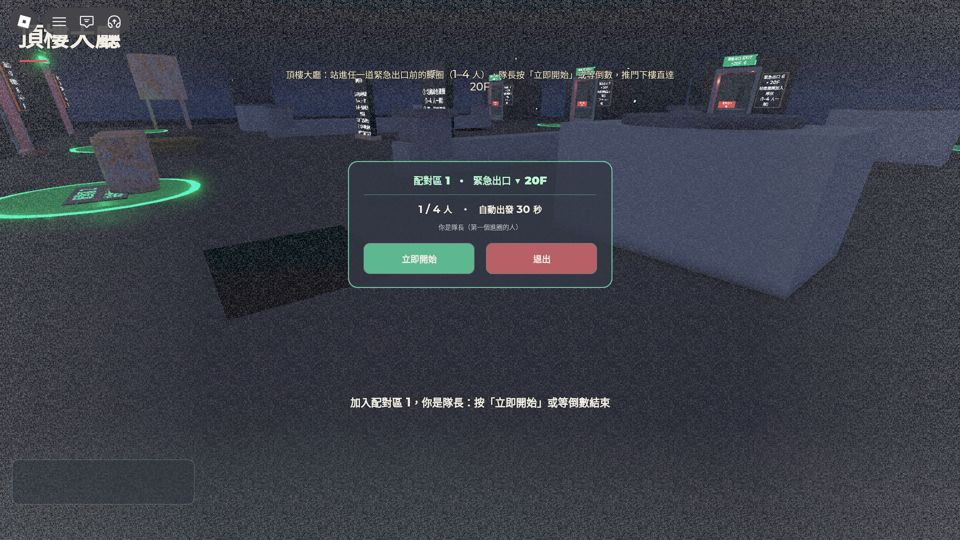 頂樓大廳
頂樓大廳：站進任一道緊急出口前的綠圈（1–4 人），隊長按「立即開始」或等倒數，推門下樓直達
20F
配對區 1 • 緊急出口 ▼ 20F
1 / 4 人 • 自動出發 30 秒
你是隊長（第一個進圈的人）
立即開始
退出
加入配對區 1，你是隊長：按「立即開始」或等倒數結束